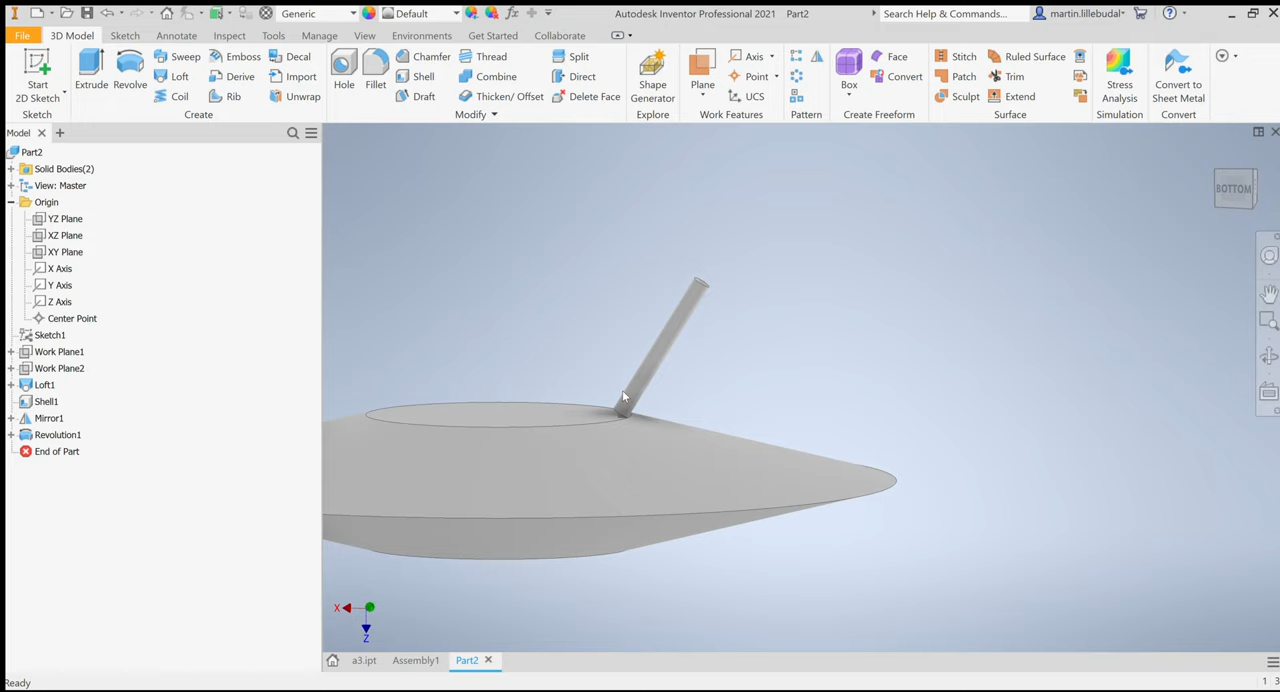 Generic
Default
fx
Autodesk Inventor Professional 2021 Part2
Search Help & Commands...
martin.lillebudal
File
3D Model
Sketch
Annotate
Inspect
Tools
Manage
View
Environments
Get Started
Collaborate
Start
2D Sketch
Extrude
Revolve
Sweep
Emboss
Decal
Loft
Derive
Import
Coil
Rib
Unwrap
Hole
Fillet
Chamfer
Thread
Split
Shell
Combine
Direct
Draft
Thicken/ Offset
Delete Face
Shape
Generator
Plane
Axis
Point
UCS
Box
Face
Convert
Stitch
Ruled Surface
Patch
Trim
Sculpt
Extend
Stress
Analysis
Convert to
Sheet Metal
Sketch
Create
Modify
Explore
Work Features
Pattern
Create Freeform
Surface
Simulation
Convert
Model
Part2
Solid Bodies(2)
View: Master
Origin
YZ Plane
XZ Plane
XY Plane
X Axis
Y Axis
Z Axis
Center Point
Sketch1
Work Plane1
Work Plane2
Loft1
Shell1
Mirror1
Revolution1
End of Part
BOTTOM
X
Z
a3.ipt
Assembly1
Part2
Ready
1 3